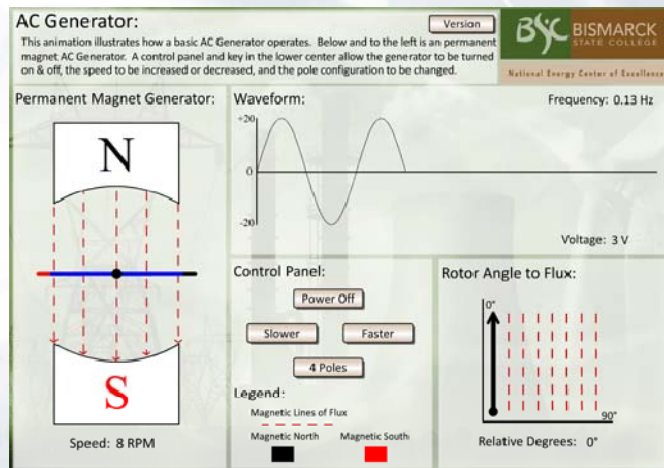 AC Generator:
Version
This animation illustrates how a basic AC Generator operates. Below and to the left is an permanent
magnet AC Generator. A control panel and key in the lower center allow the generator to be turned
on & off, the speed to be increased or decreased, and the pole configuration to be changed.
BSC BISMARCK
STATE COLLEGE
National Energy Center of Excellence
Permanent Magnet Generator:
N
S
Speed: 8 RPM
Waveform:
Frequency: 0.13 Hz
+20
0
-20
Voltage: 3 V
Control Panel:
Power Off
Slower
Faster
4 Poles
Legend:
Magnetic Lines of Flux
Magnetic North
Magnetic South
Rotor Angle to Flux:
0°
90°
Relative Degrees: 0°